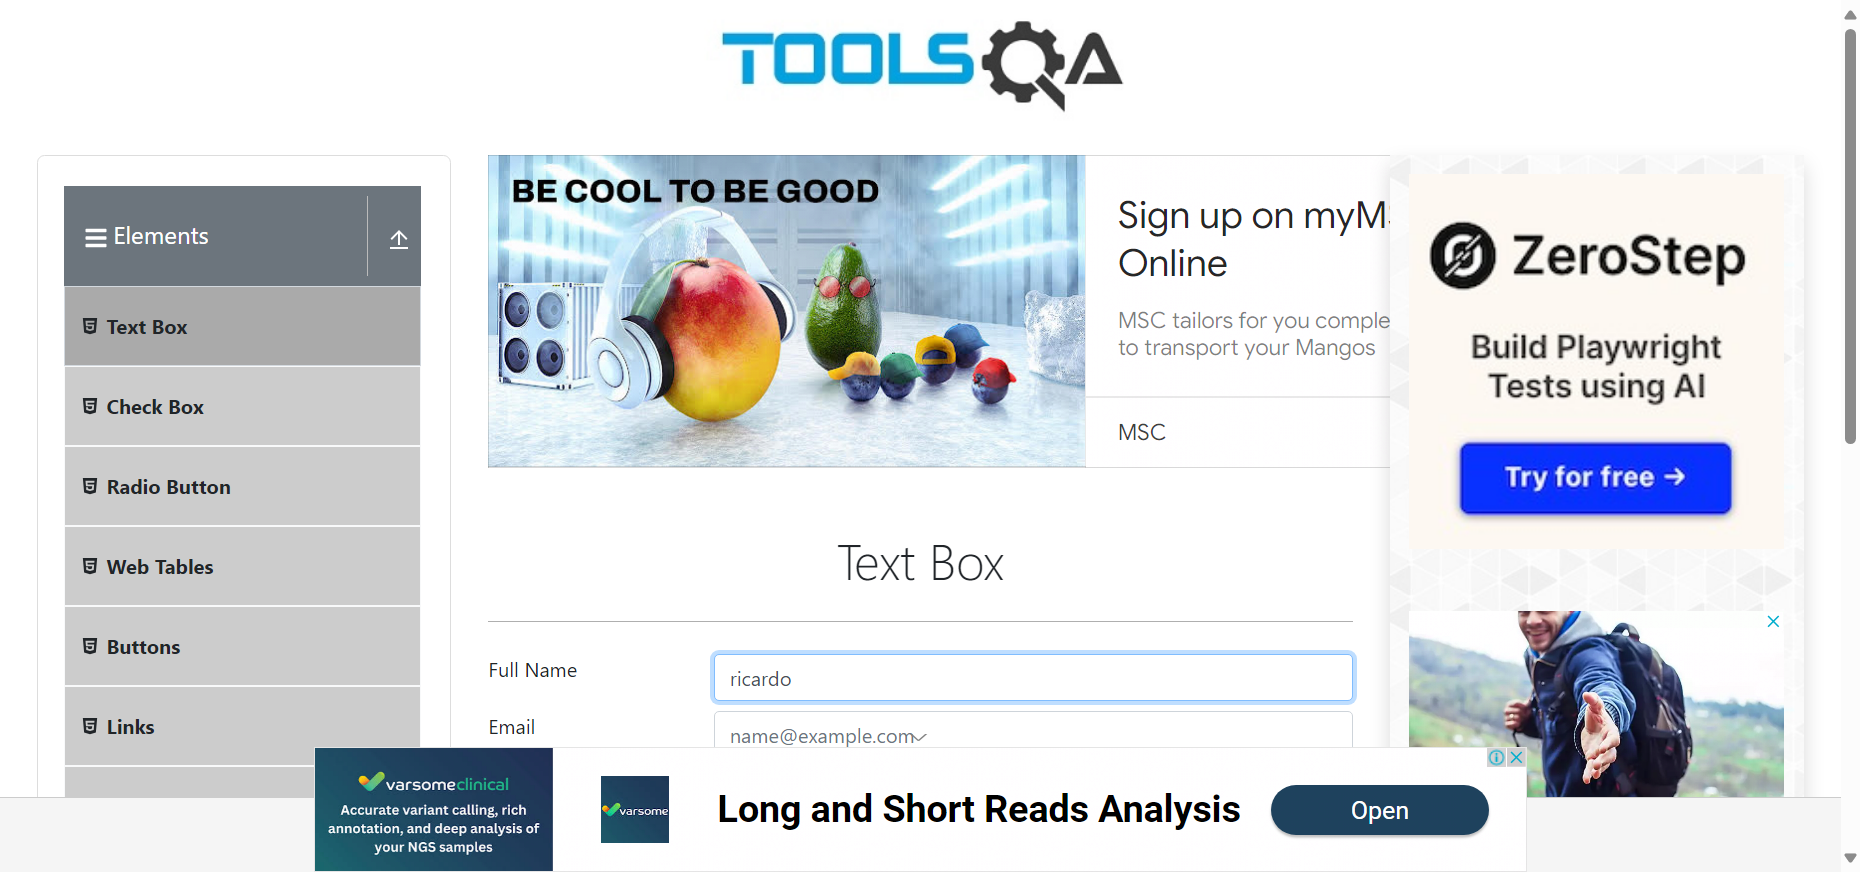 TOOLSQA
Elements
Text Box
Check Box
Radio Button
Web Tables
Buttons
Links
BE COOL TO BE GOOD
Sign up on myM
Online
MSC tailors for you comple
to transport your Mangos
MSC
ZeroStep
Build Playwright
Tests using AI
Try for free →
Text Box
Full Name
ricardo
Email
name@example.com
varsomeclinical
Accurate variant calling, rich
annotation, and deep analysis of
your NGS samples
varsome
Long and Short Reads Analysis
Open